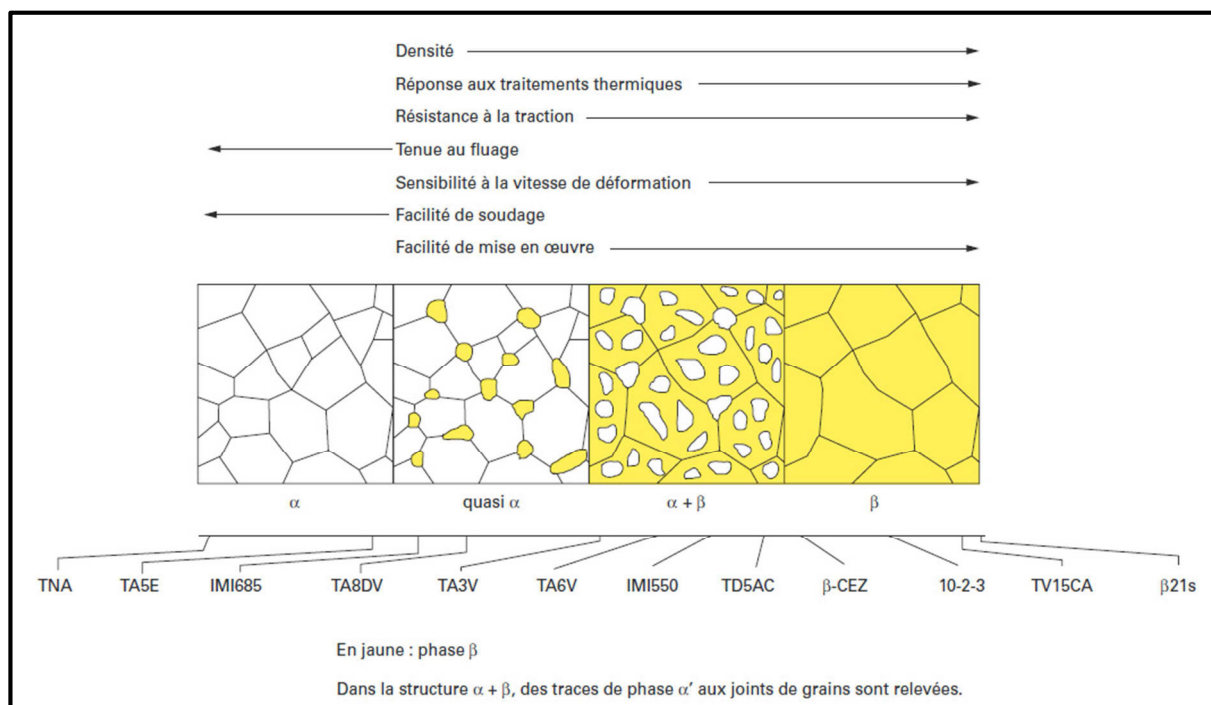 Densité
Réponse aux traitements thermiques
Résistance à la traction
Tenue au fluage
Sensibilité à la vitesse de déformation
Facilité de soudage
Facilité de mise en œuvre
α quasi α α + β β
TNA TA5E IMI685 TA8DV TA3V TA6V IMI550 TD5AC β-CEZ 10-2-3 TV15CA β21s
En jaune : phase β
Dans la structure α + β, des traces de phase α’ aux joints de grains sont relevées.